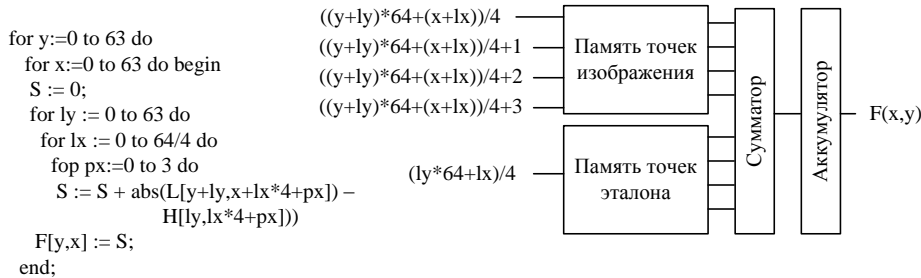 for y:=0 to 63 do
for x:=0 to 63 do begin
S := 0;
for ly := 0 to 63 do
for lx := 0 to 64/4 do
fop px:=0 to 3 do
S := S + abs(L[y+ly,x+lx*4+px]) –
H[ly,lx*4+px]))
F[y,x] := S;
end;
((y+ly)*64+(x+lx))/4
((y+ly)*64+(x+lx))/4+1
((y+ly)*64+(x+lx))/4+2
((y+ly)*64+(x+lx))/4+3
(ly*64+lx)/4
Память точек
изображения
Память точек
эталона
Сумматор
Аккумулятор
F(x,y)